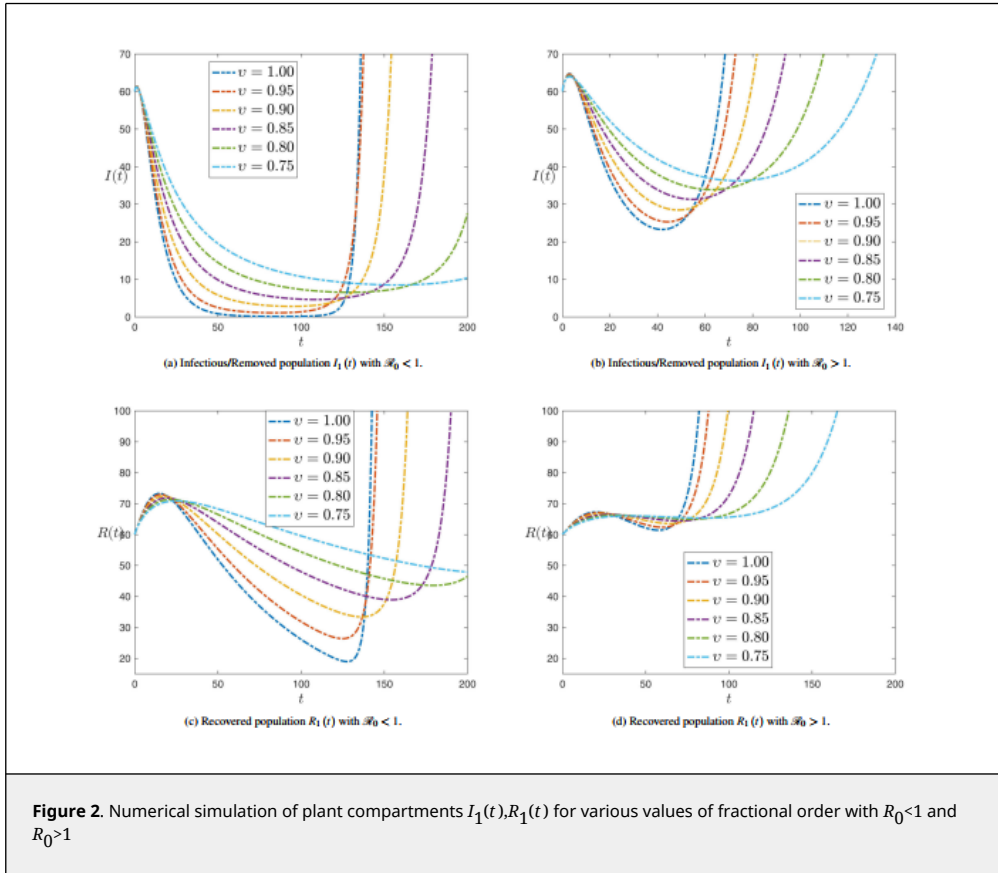 70
60
50
40
30
20
10
0
I(t)
υ = 1.00
υ = 0.95
υ = 0.90
υ = 0.85
υ = 0.80
υ = 0.75
0 50 100 150 200
t
(a) Infectious/Removed population I₁(t) with ℛ₀ < 1.
70
60
50
40
30
20
10
0
I(t)
υ = 1.00
υ = 0.95
υ = 0.90
υ = 0.85
υ = 0.80
υ = 0.75
0 20 40 60 80 100 120 140
t
(b) Infectious/Removed population I₁(t) with ℛ₀ > 1.
100
90
80
70
60
50
40
30
20
R(t)
υ = 1.00
υ = 0.95
υ = 0.90
υ = 0.85
υ = 0.80
υ = 0.75
0 50 100 150 200
t
(c) Recovered population R₁(t) with ℛ₀ < 1.
100
90
80
70
60
50
40
30
20
R(t)
υ = 1.00
υ = 0.95
υ = 0.90
υ = 0.85
υ = 0.80
υ = 0.75
0 50 100 150 200
t
(d) Recovered population R₁(t) with ℛ₀ > 1.
Figure 2. Numerical simulation of plant compartments I₁(t),R₁(t) for various values of fractional order with R₀<1 and
R₀>1